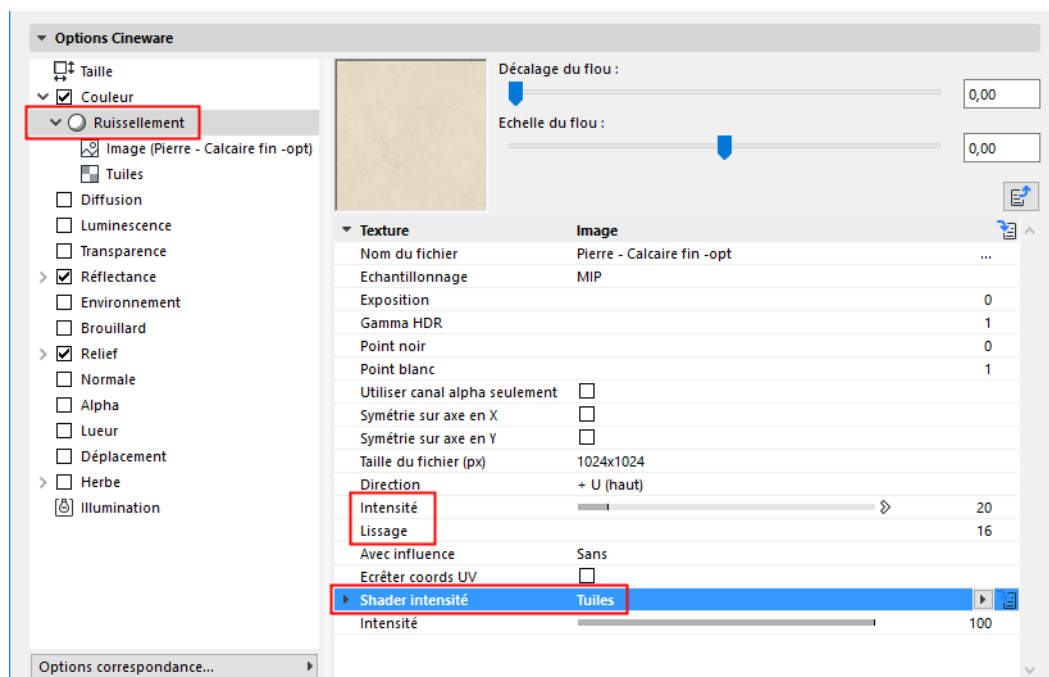 Options Cineware
Taille
Couleur
Ruissellement
Image (Pierre - Calcaire fin -opt)
Tuiles
Diffusion
Luminescence
Transparence
Réflectance
Environnement
Brouillard
Relief
Normale
Alpha
Lueur
Déplacement
Herbe
Illumination
Options correspondance...
Décalage du flou :
0,00
Echelle du flou :
0,00
Texture Image
Nom du fichier Pierre - Calcaire fin -opt ...
Echantillonnage MIP
Exposition 0
Gamma HDR 1
Point noir 0
Point blanc 1
Utiliser canal alpha seulement
Symétrie sur axe en X
Symétrie sur axe en Y
Taille du fichier (px) 1024x1024
Direction + U (haut)
Intensité 20
Lissage 16
Avec influence Sans
Ecrêter coords UV
Shader intensité Tuiles
Intensité 100